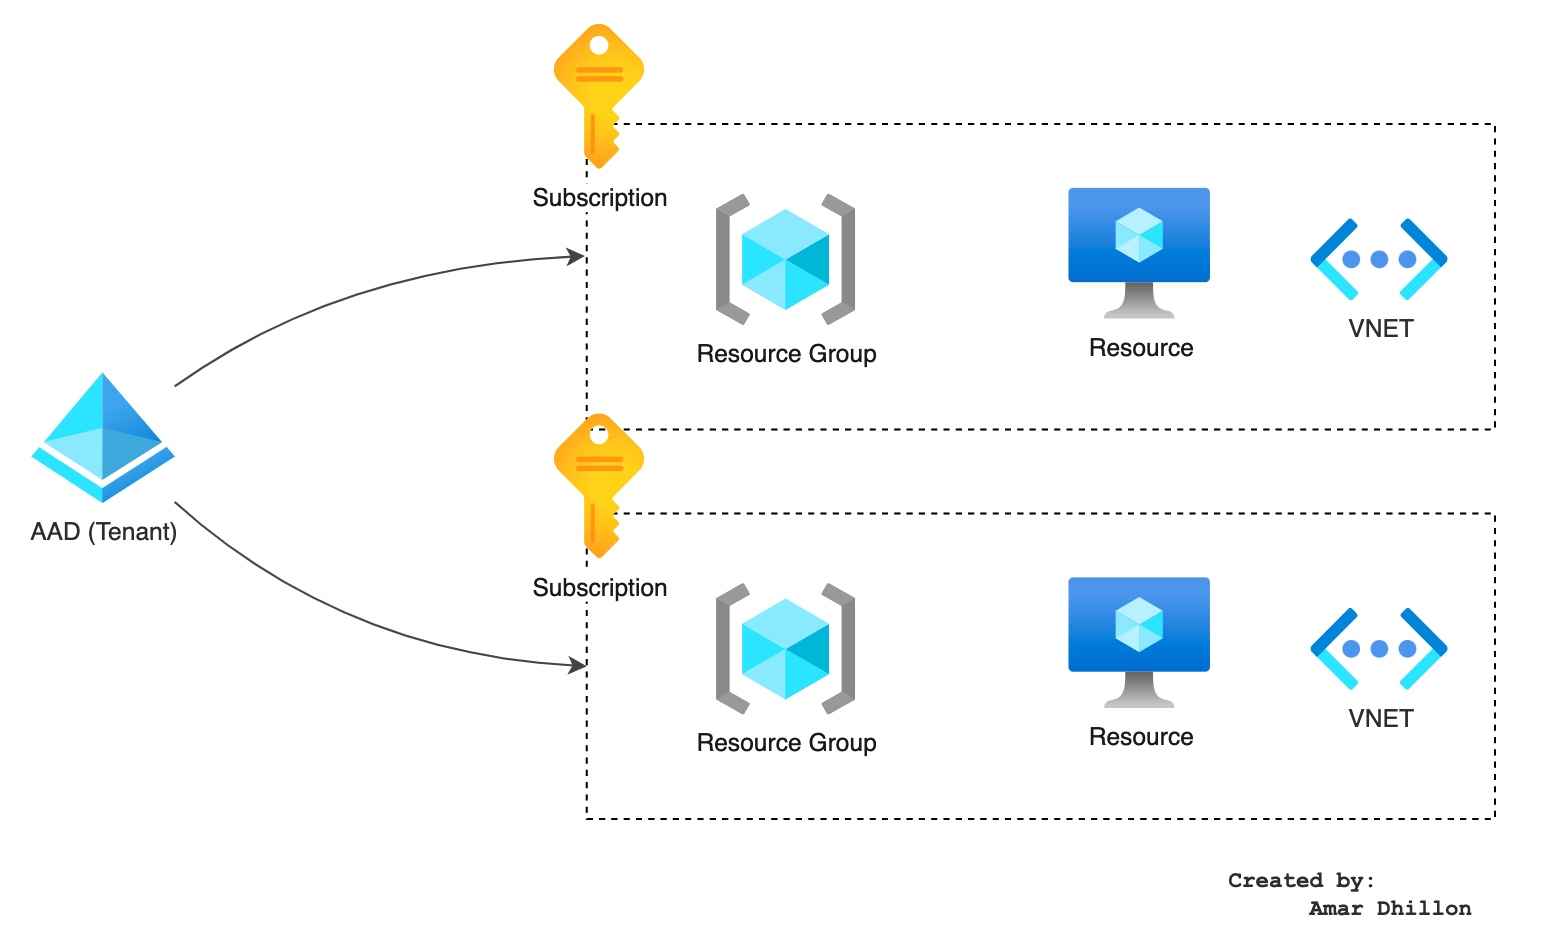 Subscription
Resource Group
Resource
VNET
AAD (Tenant)
Subscription
Resource Group
Resource
VNET
Created by:
Amar Dhillon